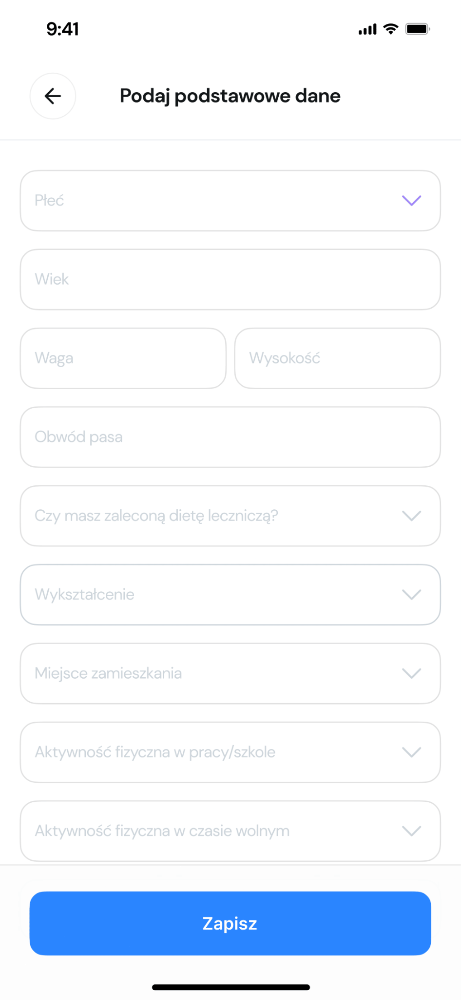 9:41
Podaj podstawowe dane
Płeć
Wiek
Waga
Wysokość
Obwód pasa
Czy masz zaleconą dietę leczniczą?
Wykształcenie
Miejsce zamieszkania
Aktywność fizyczna w pracy/szkole
Aktywność fizyczna w czasie wolnym
Zapisz